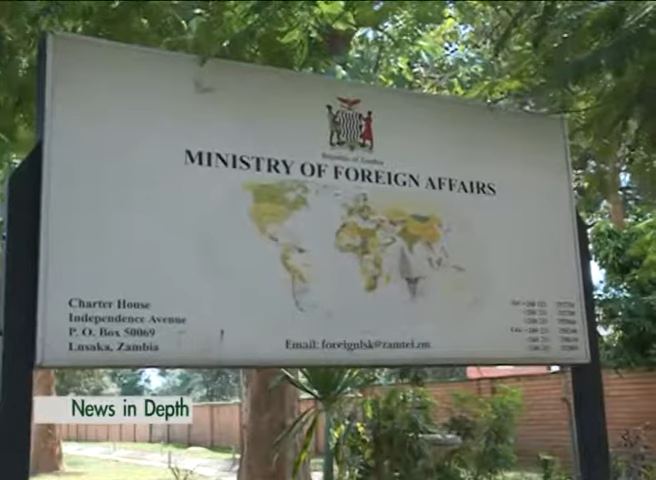 Republic of Zambia
MINISTRY OF FOREIGN AFFAIRS
Charter House
Independence Avenue
P. O. Box 50069
Lusaka, Zambia
Email: foreignlsk@zamtel.zm
News in Depth